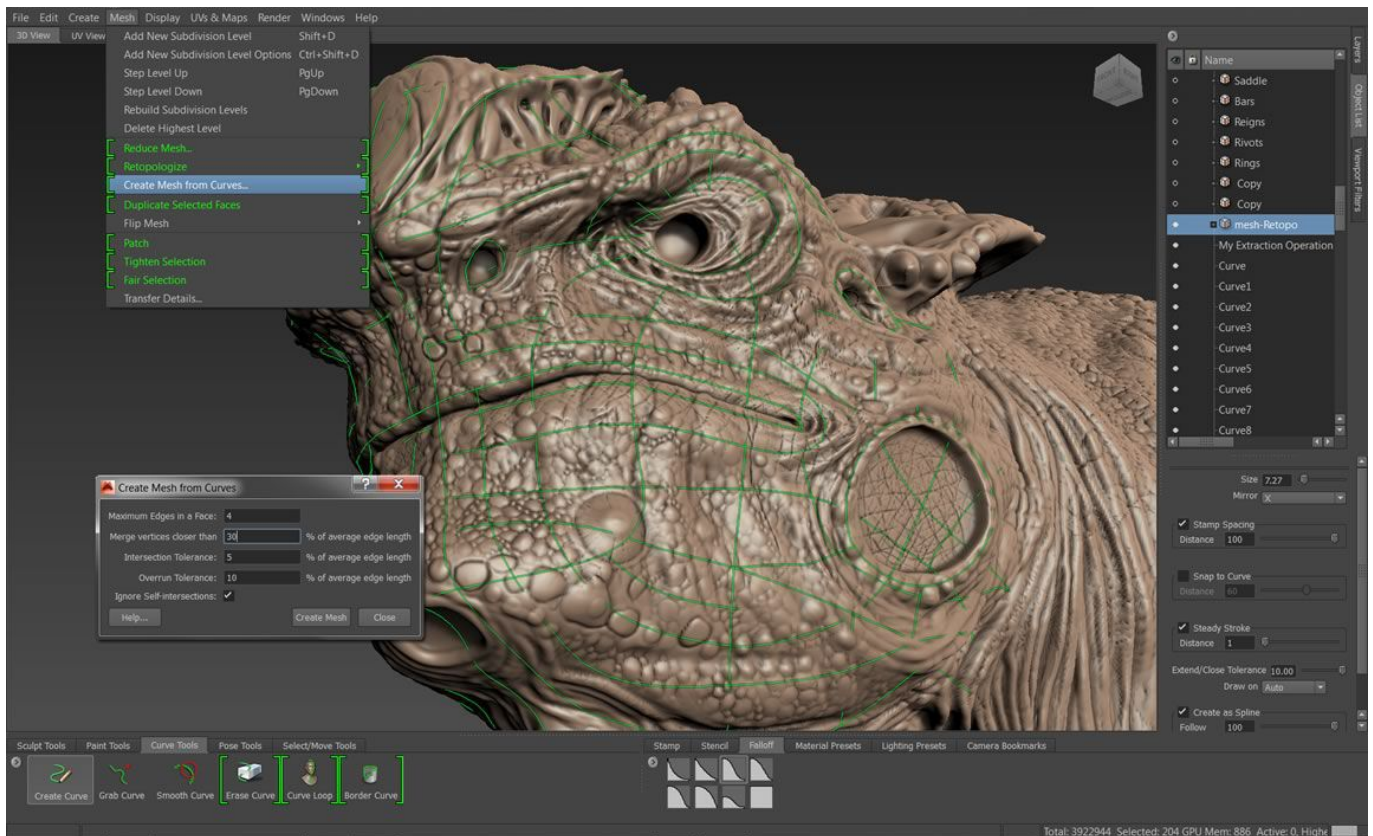 File Edit Create Mesh Display UVs & Maps Render Windows Help
3D View UV View
Add New Subdivision Level Shift+D
Add New Subdivision Level Options Ctrl+Shift+D
Step Level Up PgUp
Step Level Down PgDown
Rebuild Subdivision Levels
Delete Highest Level
Reduce Mesh...
Retopologize
Create Mesh from Curves...
Duplicate Selected Faces
Flip Mesh
Patch
Tighten Selection
Fair Selection
Transfer Details...
Name
Saddle
Bars
Reigns
Rivots
Rings
Copy
Copy
mesh-Retopo
My Extraction Operation
Curve
Curve1
Curve2
Curve3
Curve4
Curve5
Curve6
Curve7
Curve8
Layers
Object List
Viewport Filters
Create Mesh from Curves
Maximum Edges in a Face: 4
Merge vertices closer than 30 % of average edge length
Intersection Tolerance: 5 % of average edge length
Overrun Tolerance: 10 % of average edge length
Ignore Self-intersections:
Help... Create Mesh Close
Size 7.27
Mirror X
Stamp Spacing
Distance 100
Snap to Curve
Distance 60
Steady Stroke
Distance 1
Extend/Close Tolerance 10.00
Draw on Auto
Create as Spline
Follow 100
Sculpt Tools Paint Tools Curve Tools Pose Tools Select/Move Tools
Create Curve Grab Curve Smooth Curve Erase Curve Curve Loop Border Curve
Stamp Stencil Falloff Material Presets Lighting Presets Camera Bookmarks
Total: 3922944 Selected: 204 GPU Mem: 886 Active: 0, Highe